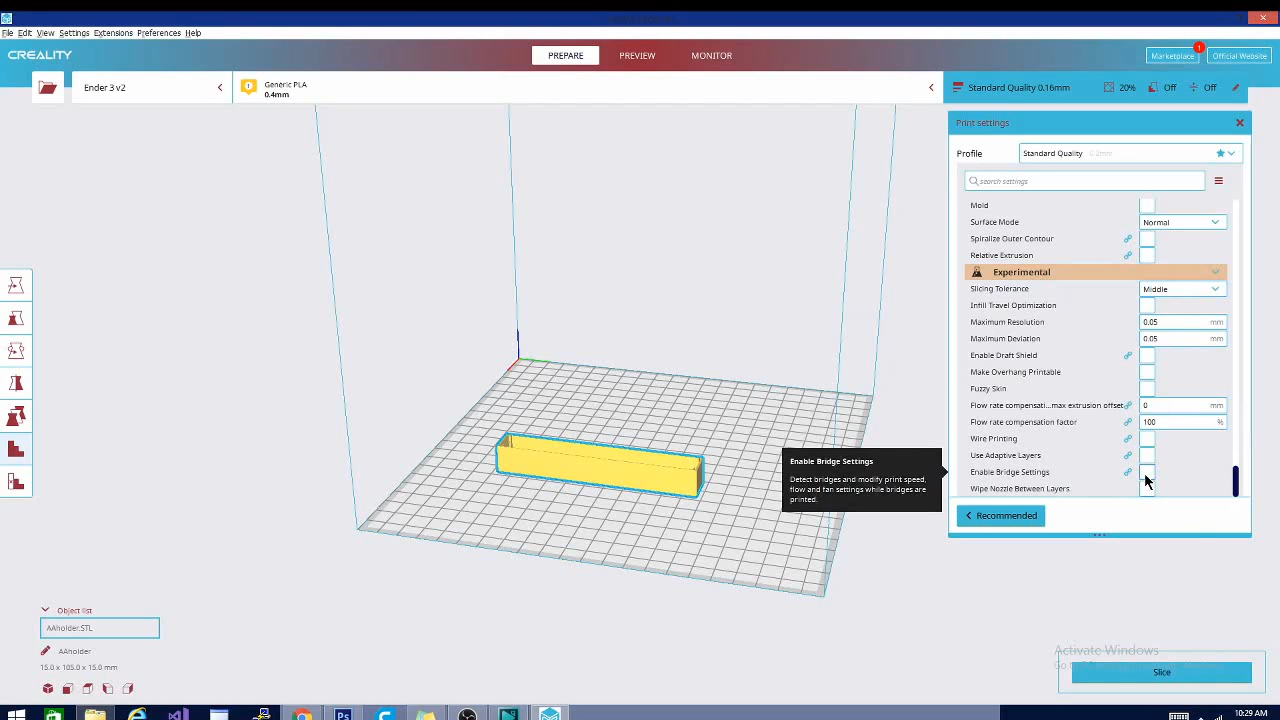 File Edit View Settings Extensions Preferences Help
CREALITY
PREPARE PREVIEW MONITOR
Marketplace 1 Official Website
Ender 3 v2
Generic PLA
0.4mm
Standard Quality 0.16mm 20% Off Off
Print settings
Profile Standard Quality 0.2mm
search settings
Mold
Surface Mode Normal
Spiralize Outer Contour
Relative Extrusion
Experimental
Slicing Tolerance Middle
Infill Travel Optimization
Maximum Resolution 0.05 mm
Maximum Deviation 0.05 mm
Enable Draft Shield
Make Overhang Printable
Fuzzy Skin
Flow rate compensati...max extrusion offset 0 mm
Flow rate compensation factor 100 %
Wire Printing
Use Adaptive Layers
Enable Bridge Settings
Wipe Nozzle Between Layers
Recommended
Enable Bridge Settings
Detect bridges and modify print speed,
flow and fan settings while bridges are
printed.
Object list
AAholder.STL
AAholder
15.0 x 105.0 x 15.0 mm
Activate Windows
Slice
10:29 AM